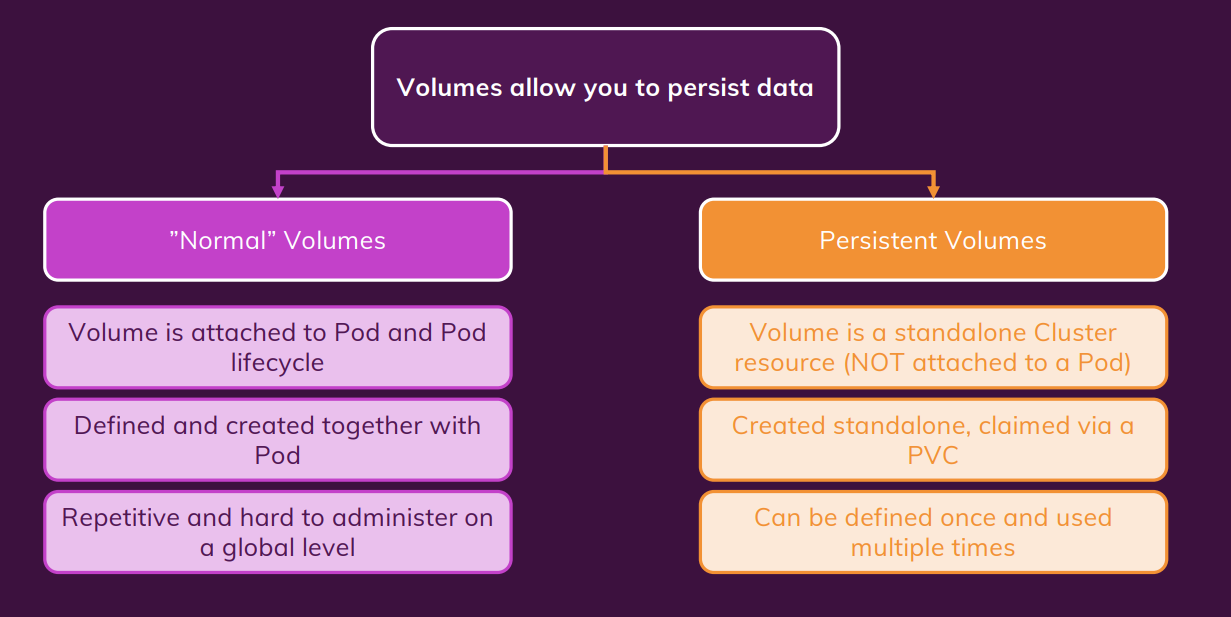 Volumes allow you to persist data
”Normal” Volumes
Persistent Volumes
Volume is attached to Pod and Pod
lifecycle
Volume is a standalone Cluster
resource (NOT attached to a Pod)
Defined and created together with
Pod
Created standalone, claimed via a
PVC
Repetitive and hard to administer on
a global level
Can be defined once and used
multiple times